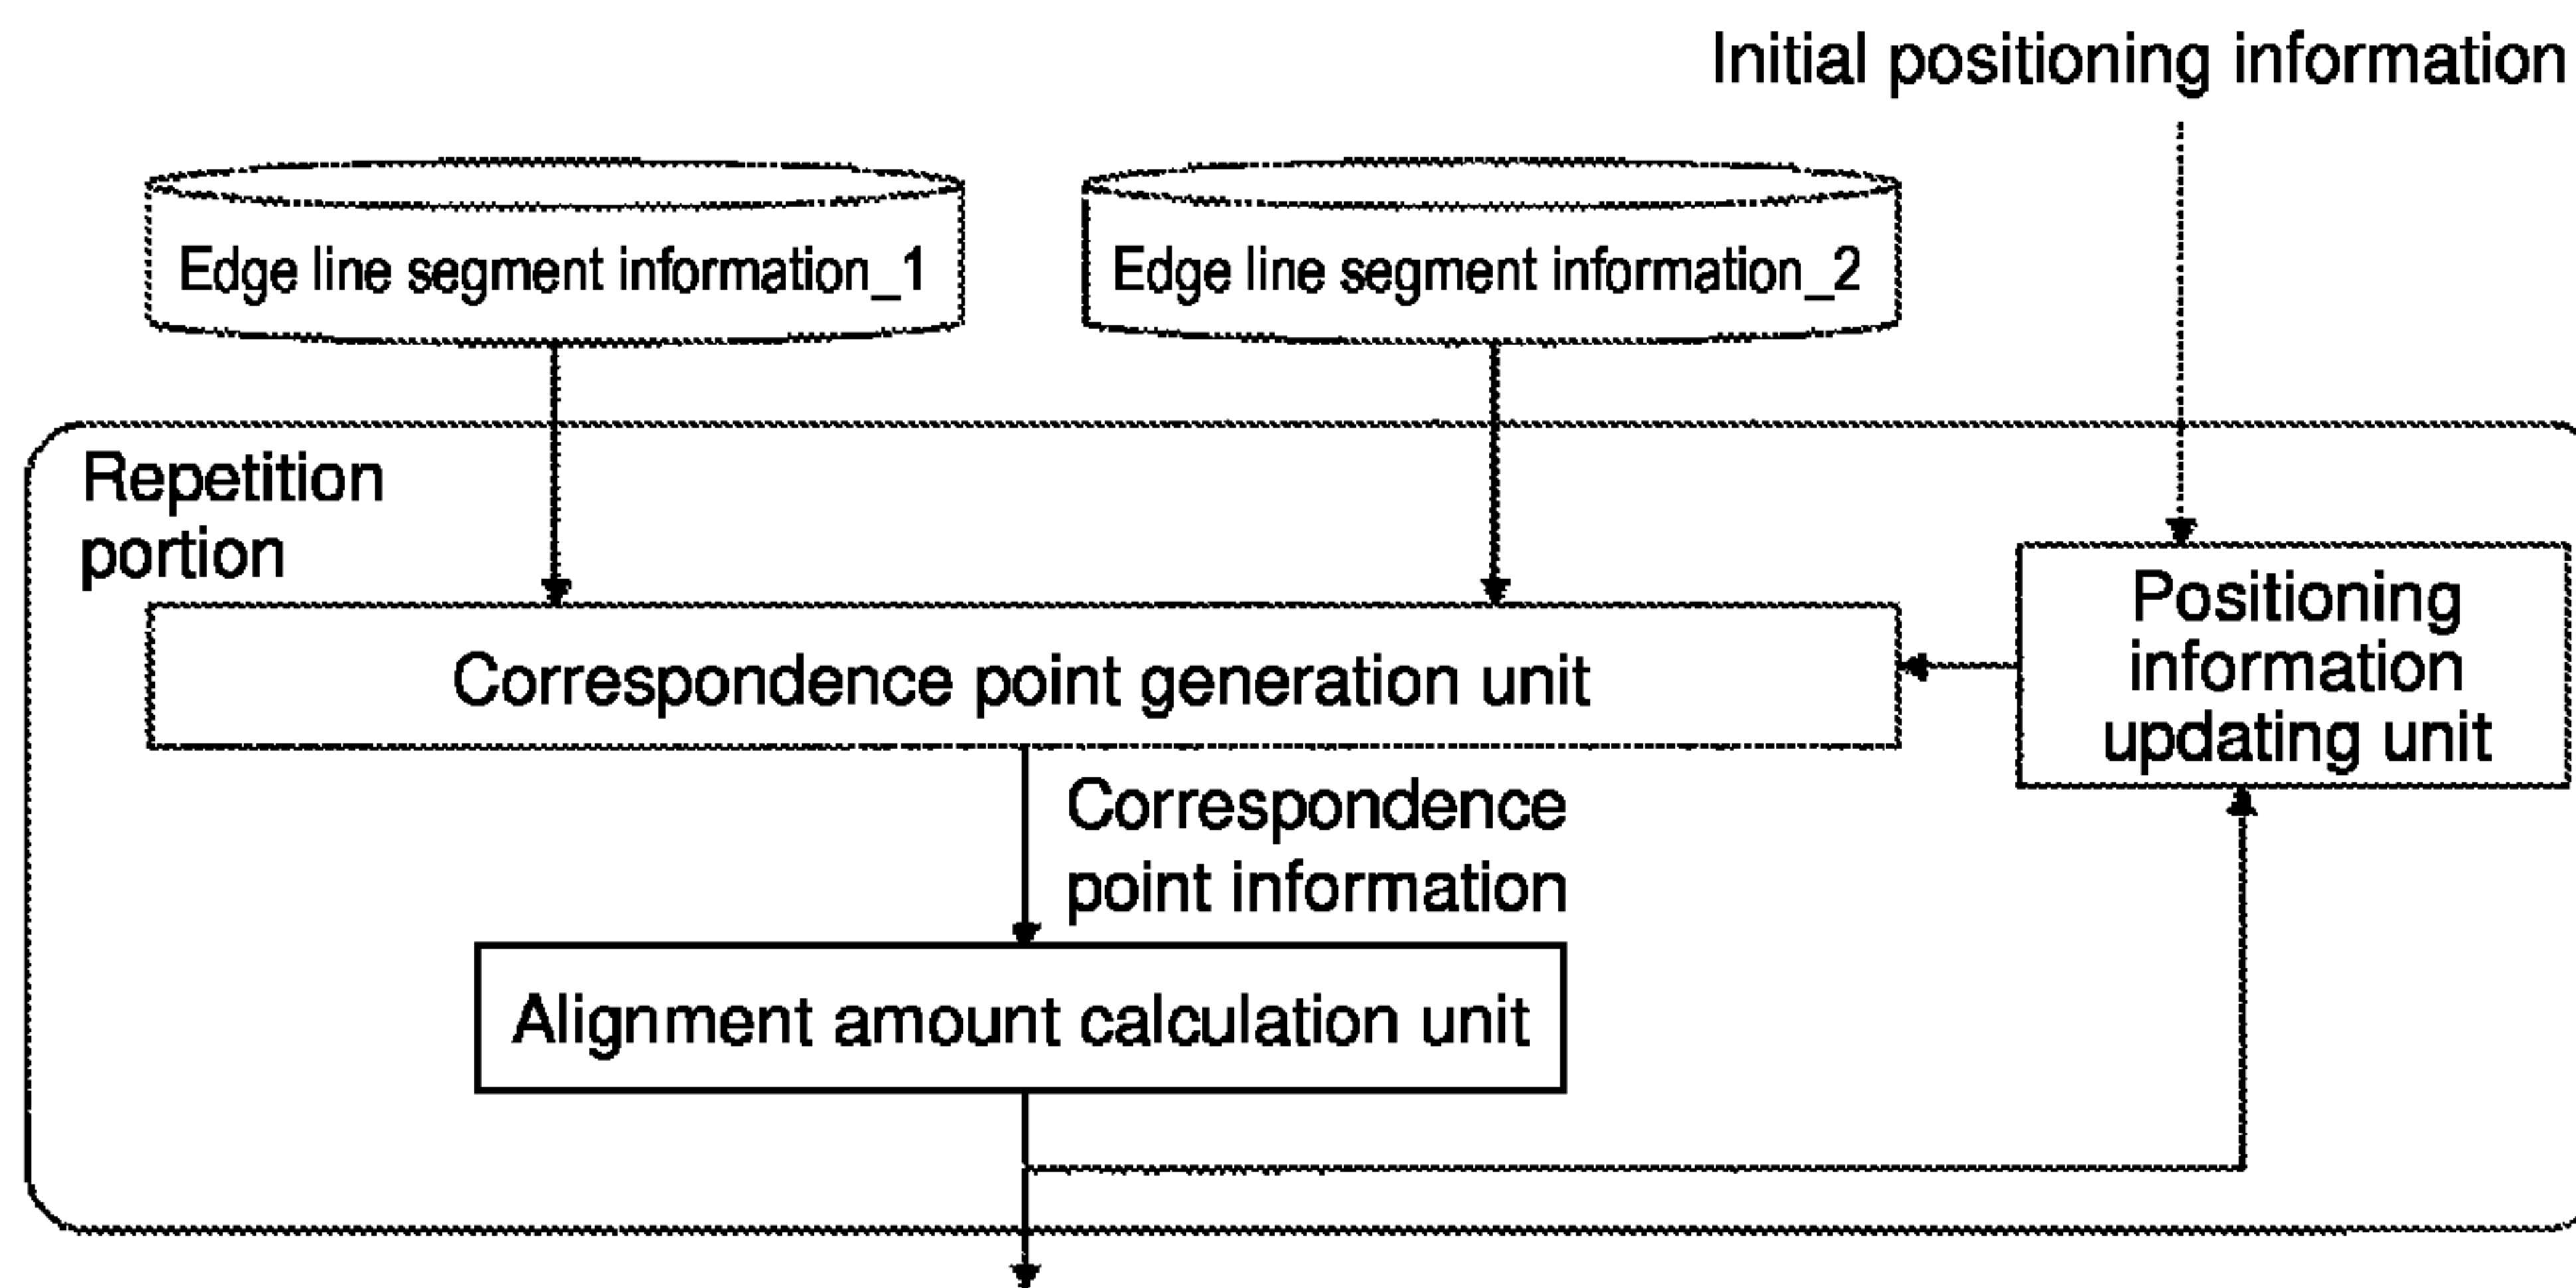 Initial positioning information
Edge line segment information_1
Edge line segment information_2
Repetition
portion
Correspondence point generation unit
Positioning
information
updating unit
Correspondence
point information
Alignment amount calculation unit